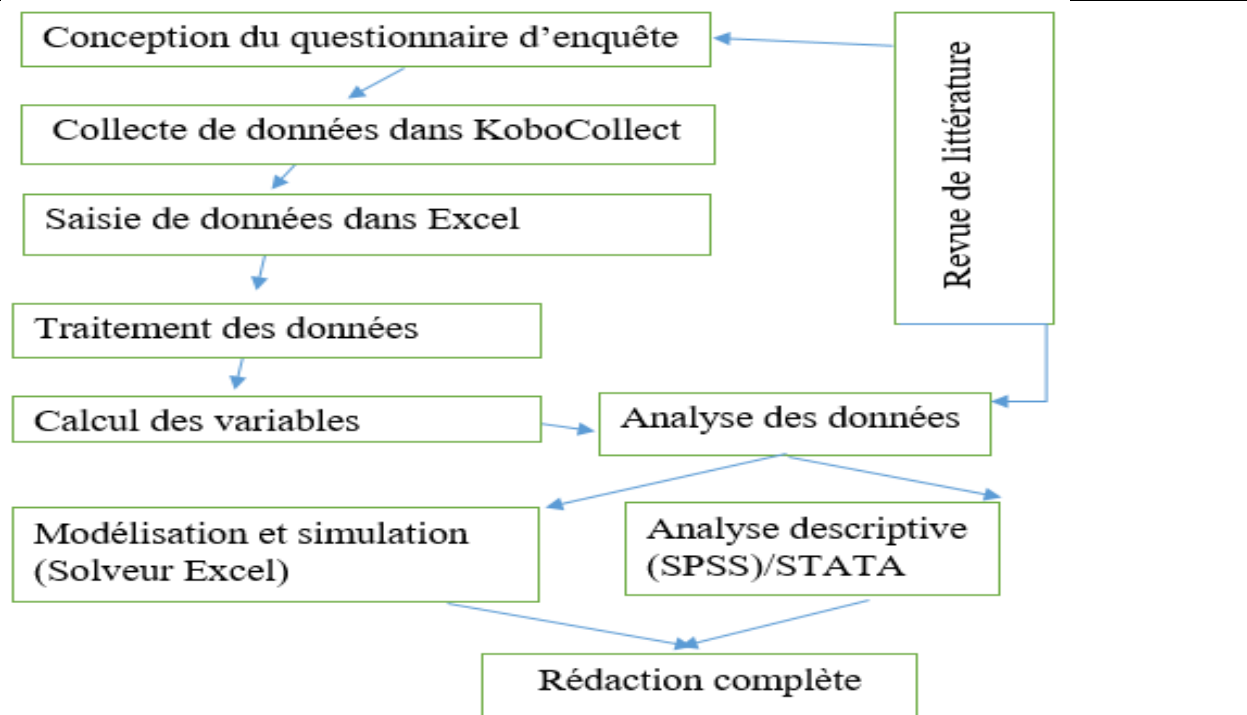 Conception du questionnaire d’enquête
Revue de littérature
Collecte de données dans KoboCollect
Saisie de données dans Excel
Traitement des données
Calcul des variables
Analyse des données
Modélisation et simulation
(Solveur Excel)
Analyse descriptive
(SPSS)/STATA
Rédaction complète